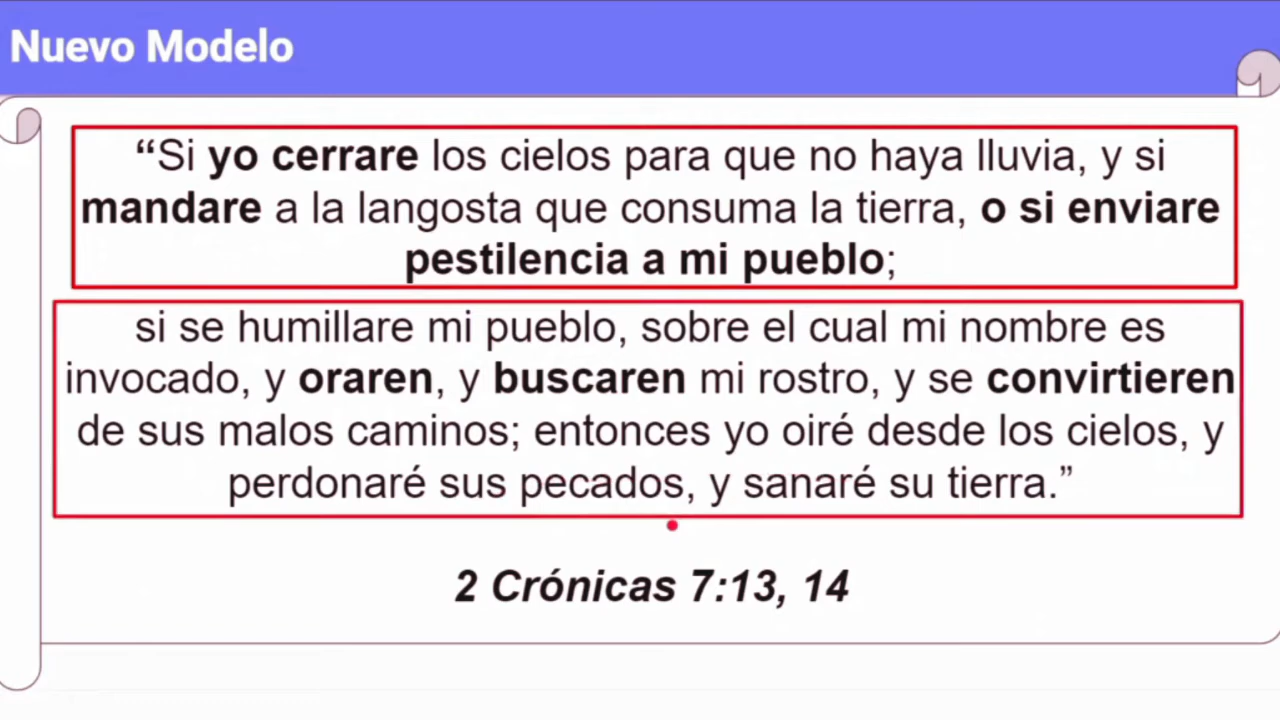 Nuevo Modelo
“Si yo cerrare los cielos para que no haya lluvia, y si
mandare a la langosta que consuma la tierra, o si enviare
pestilencia a mi pueblo;
si se humillare mi pueblo, sobre el cual mi nombre es
invocado, y oraren, y buscaren mi rostro, y se convirtieren
de sus malos caminos; entonces yo oiré desde los cielos, y
perdonaré sus pecados, y sanaré su tierra.”
2 Crónicas 7:13, 14